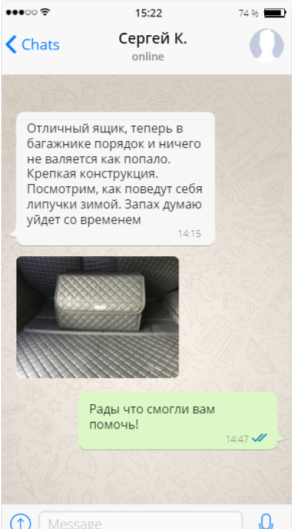 15:22
74 %
Chats
Сергей К.
online
Отличный ящик, теперь в
багажнике порядок и ничего
не валяется как попало.
Крепкая конструкция.
Посмотрим, как поведут себя
липучки зимой. Запах думаю
уйдет со временем
14:15
Рады что смогли вам
помочь!
14:47
Message